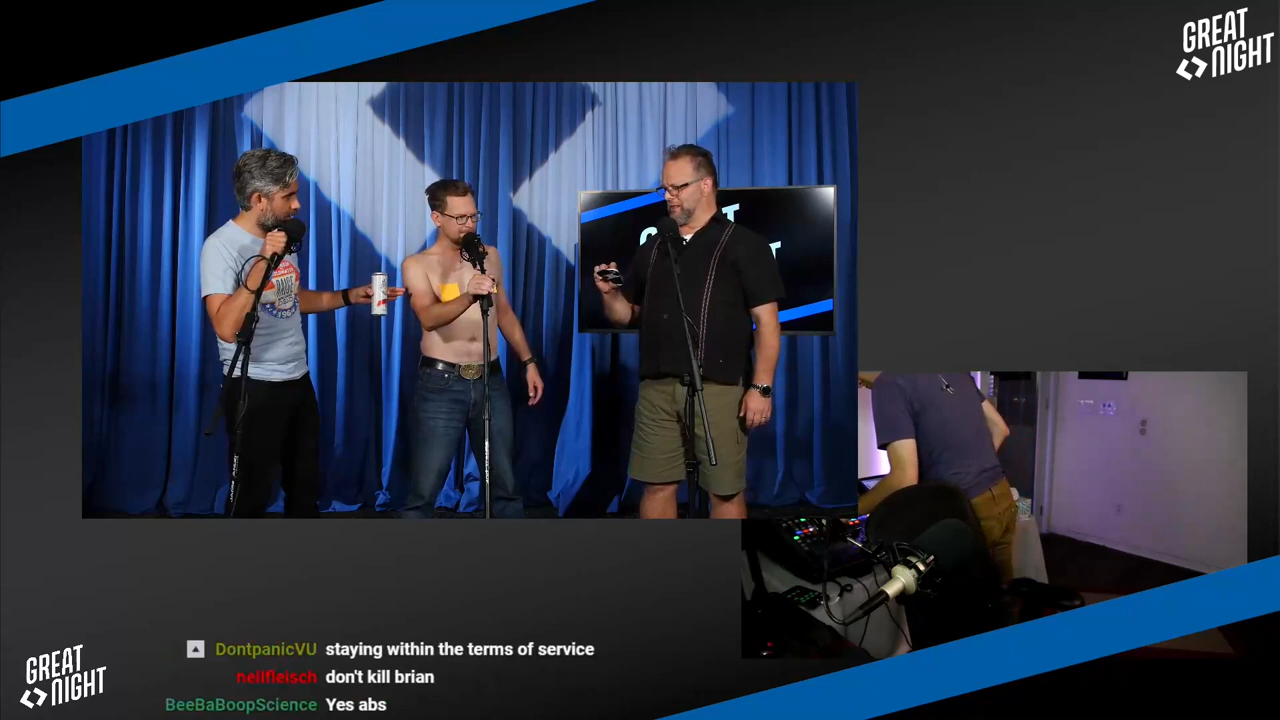 GREAT
NIGHT
DontpanicVU staying within the terms of service
nellfleisch don't kill brian
BeeBaBoopScience Yes abs
GREAT
NIGHT